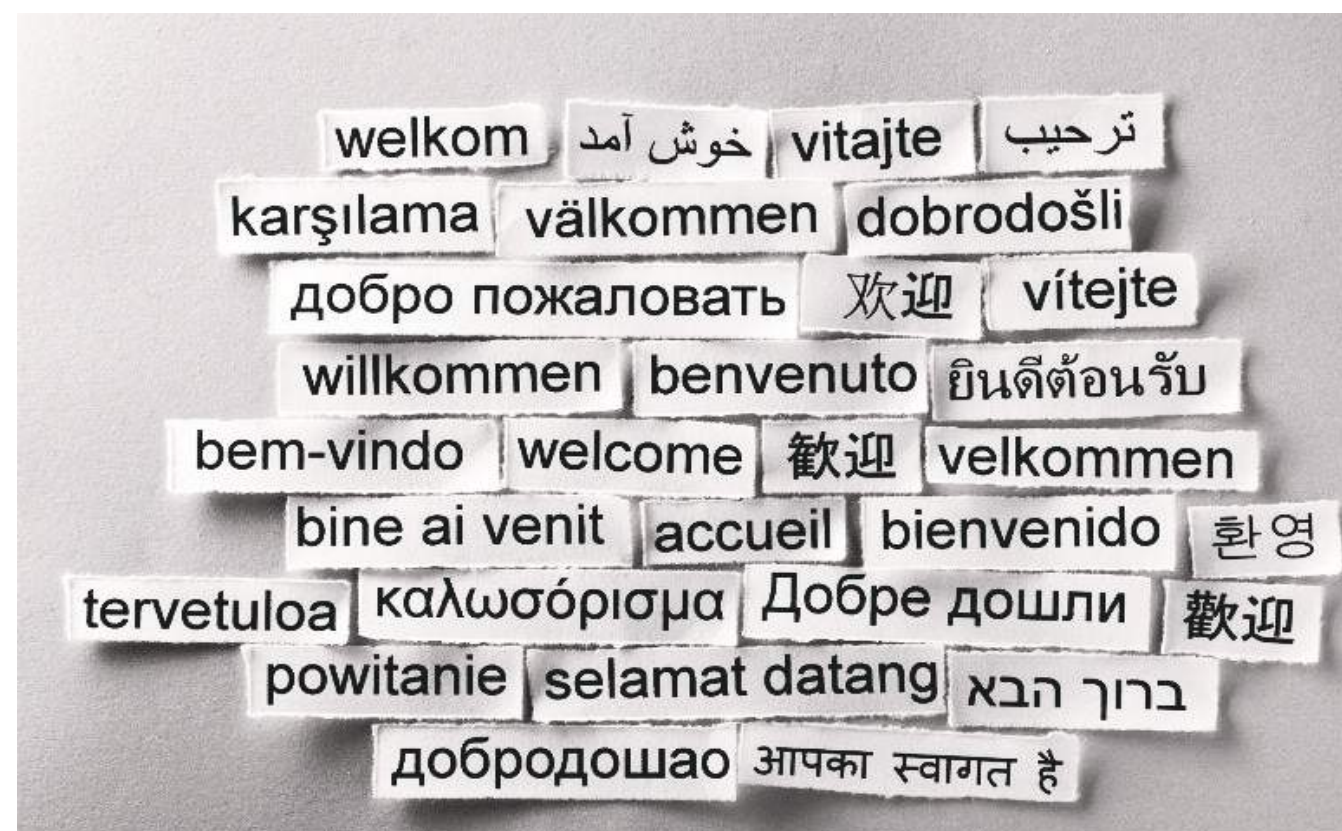 welkom خوش آمد vitajte ترحيب
karşılama välkommen dobrodošli
добро пожаловать 欢迎 vítejte
willkommen benvenuto ยินดีต้อนรับ
bem-vindo welcome 歓迎 velkommen
bine ai venit accueil bienvenido 환영
tervetuloa καλωσόρισμα Добре дошли 歡迎
powitanie selamat datang ברוך הבא
добродошао आपका स्वागत है